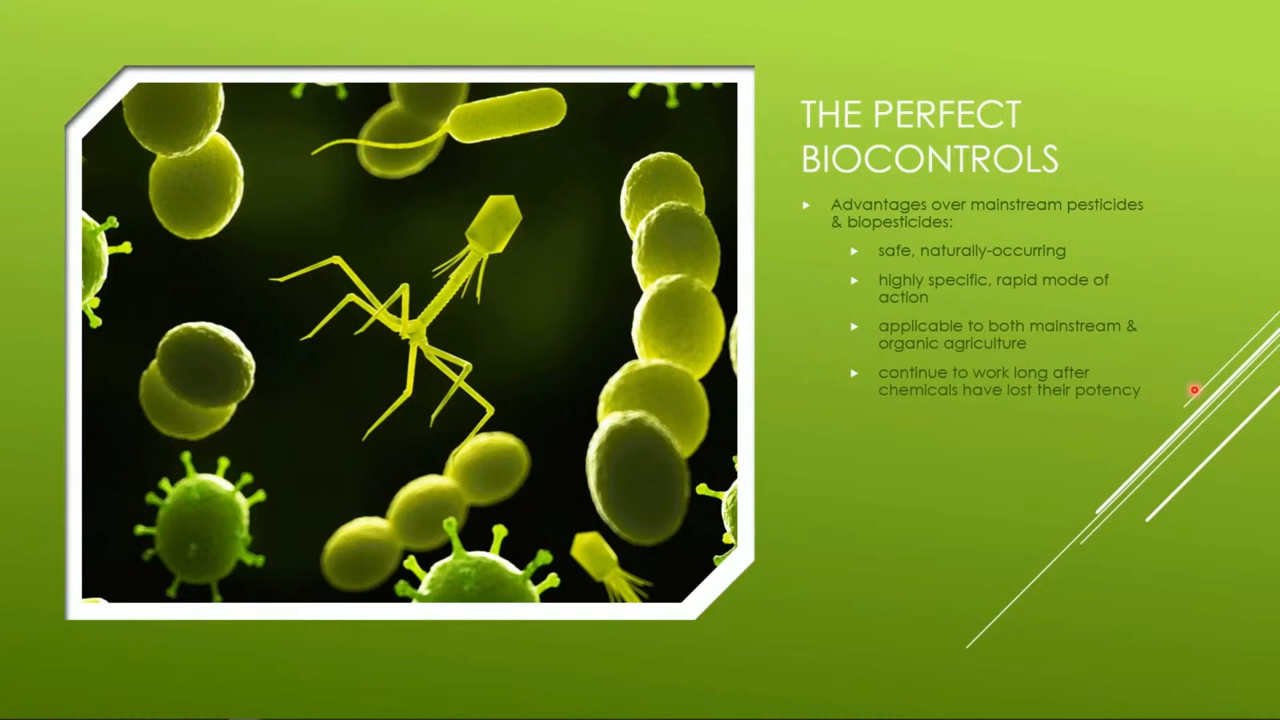 THE PERFECT
BIOCONTROLS
Advantages over mainstream pesticides
& biopesticides:
safe, naturally-occurring
highly specific, rapid mode of
action
applicable to both mainstream &
organic agriculture
continue to work long after
chemicals have lost their potency